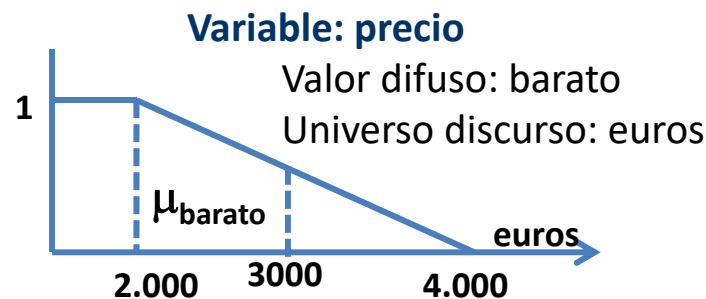 Variable: precio
Valor difuso: barato
1
Universo discurso: euros
μbarato
euros
2.000
3000
4.000